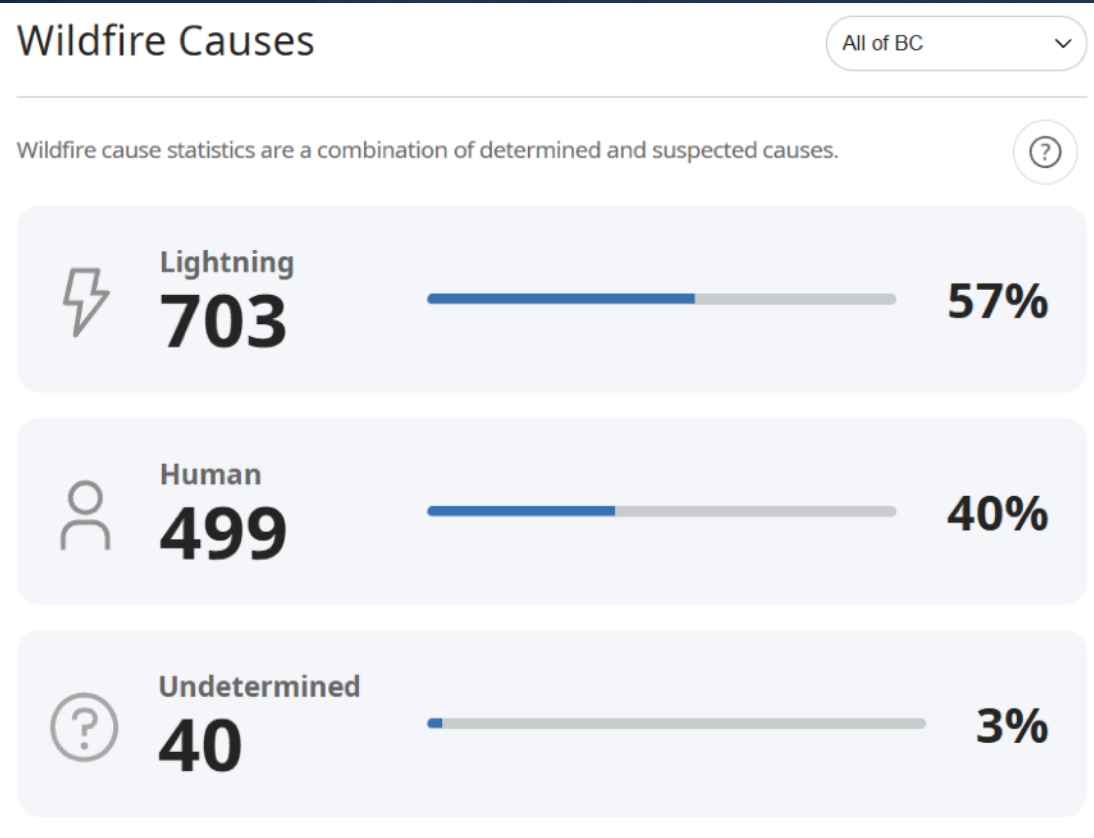 Wildfire Causes
All of BC
Wildfire cause statistics are a combination of determined and suspected causes.
?
Lightning
703
57%
Human
499
40%
?
Undetermined
40
3%